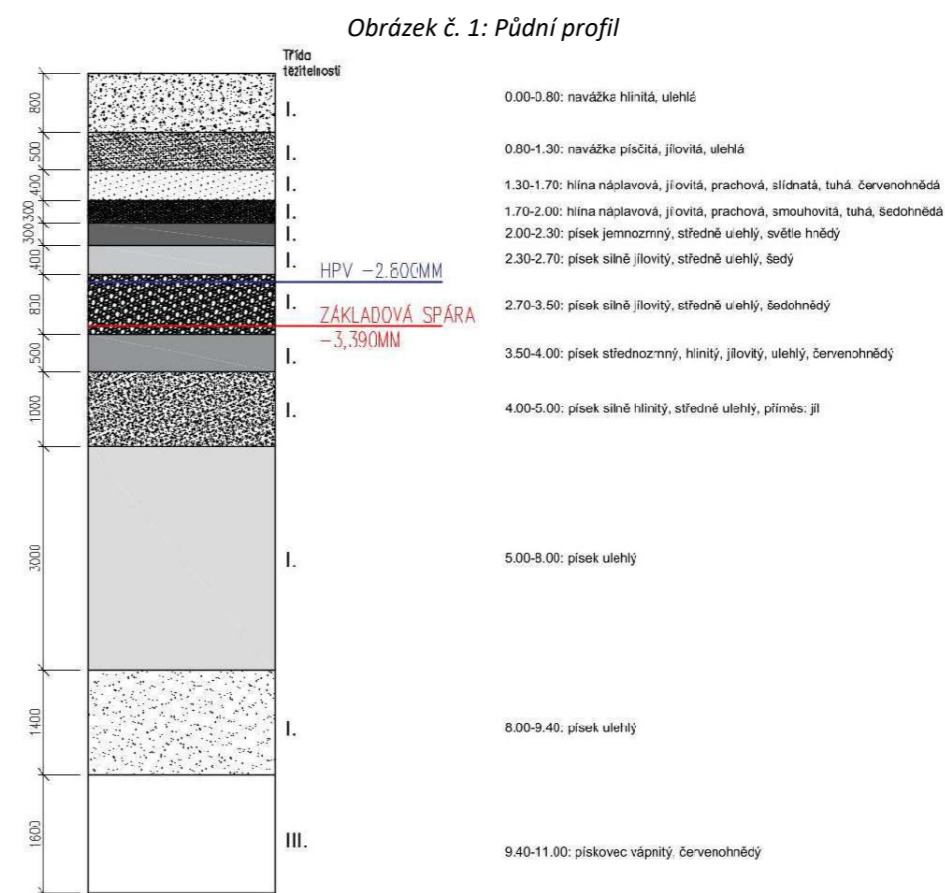 Obrázek č. 1: Půdní profil
Třída
těžitelnosti
800
I.
0.00-0.80: navážka hlinitá, ulehlá
500
I.
0.80-1.30: navážka písčitá, jílovitá, ulehlá
400
I.
1.30-1.70: hlína náplavová, jílovitá, prachová, slídnatá, tuhá, červenohnědá
300
I.
1.70-2.00: hlína náplavová, jílovitá, prachová, smouhovitá, tuhá, šedohnědá
300
I.
2.00-2.30: písek jemnozrnný, středně ulehlý, světle hnědý
400
I.
2.30-2.70: písek silně jílovitý, středně ulehlý, šedý
HPV -2.800MM
800
I.
2.70-3.50: písek silně jílovitý, středně ulehlý, šedohnědý
ZÁKLADOVÁ SPÁRA
-3,390MM
500
I.
3.50-4.00: písek střednozrnný, hlinitý, jílovitý, ulehlý, červenohnědý
1000
I.
4.00-5.00: písek silně hlinitý, středně ulehlý, příměs: jíl
3000
I.
5.00-8.00: písek ulehlý
1400
I.
8.00-9.40: písek ulehlý
1600
III.
9.40-11.00: pískovec vápnitý, červenohnědý